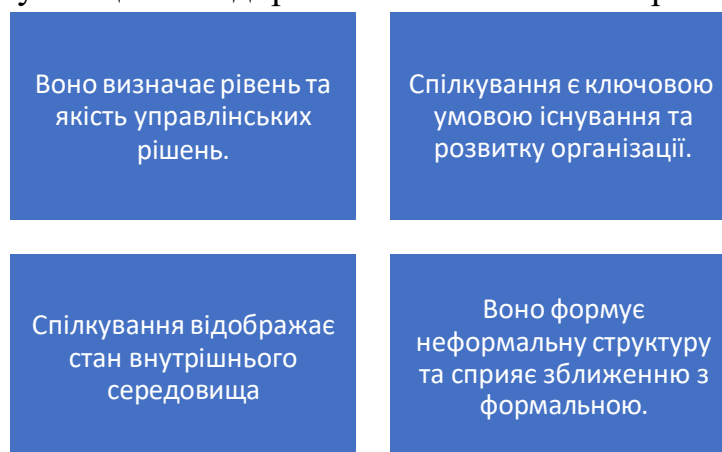 Воно визначає рівень та
якість управлінських
рішень.
Спілкування є ключовою
умовою існування та
розвитку організації.
Спілкування відображає
стан внутрішнього
середовища
Воно формує
неформальну структуру
та сприяє зближенню з
формальною.